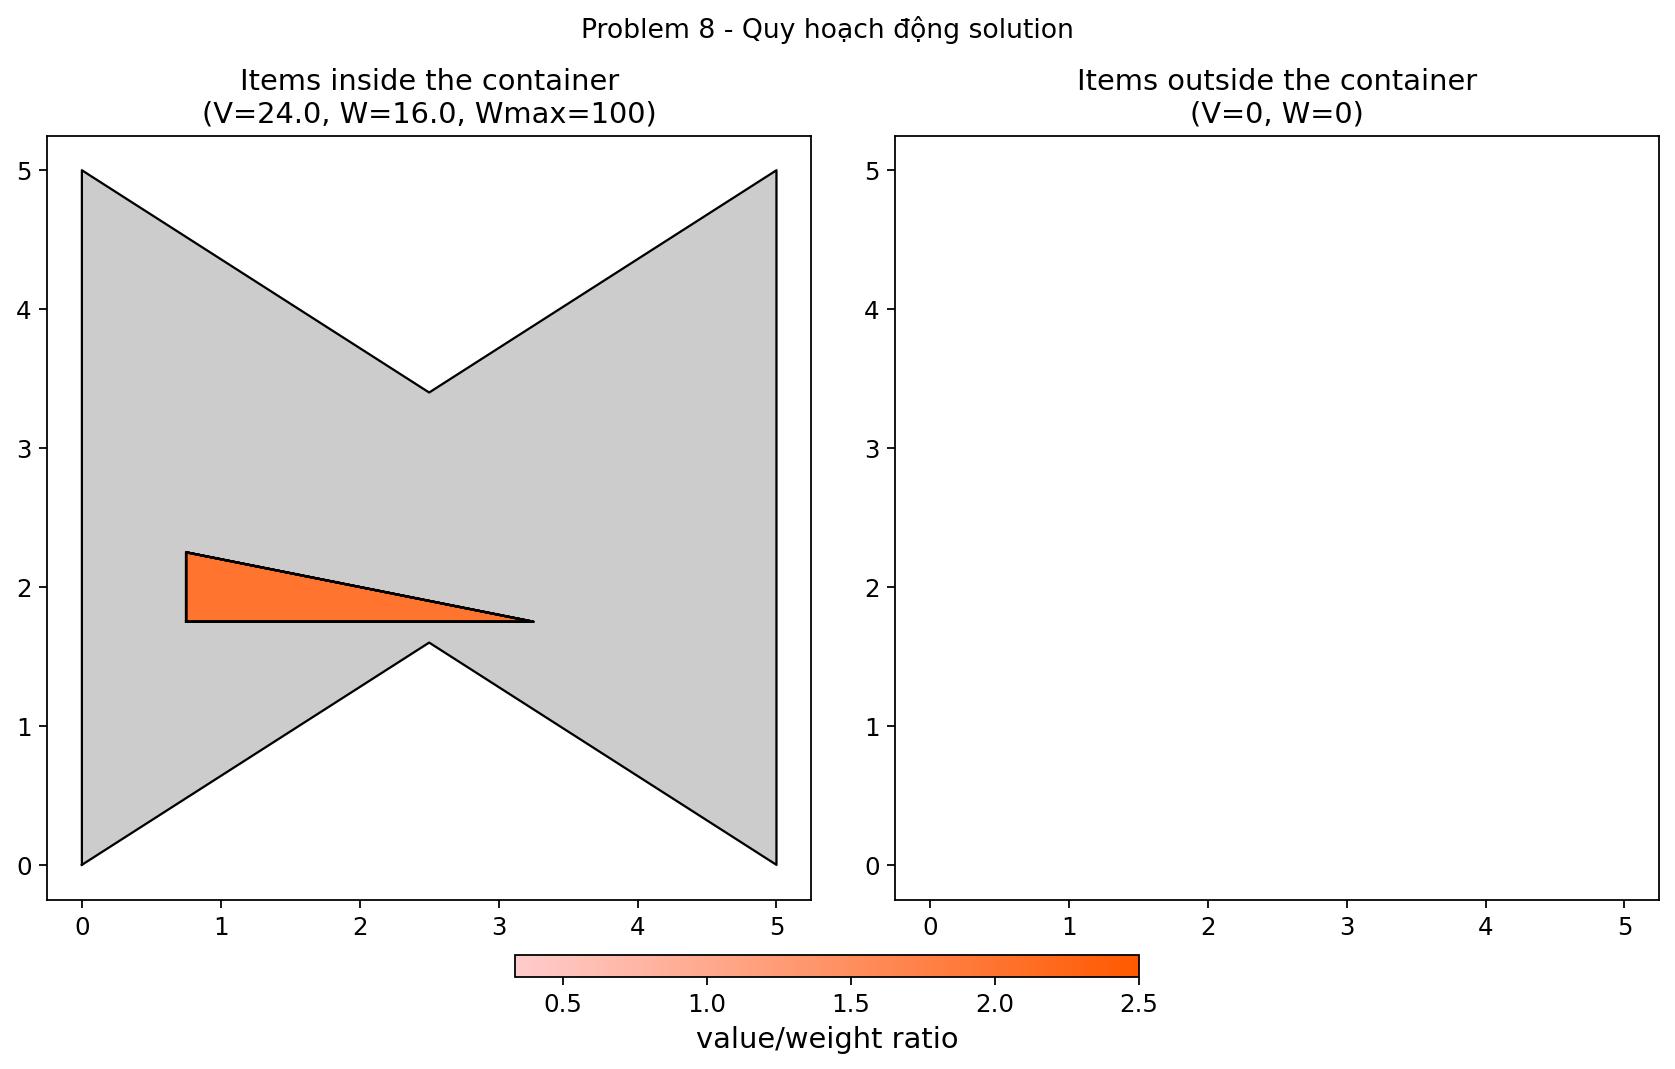 Problem 8 - Quy hoạch động solution
Items inside the container
(V=24.0, W=16.0, Wmax=100)
5
4
3
2
1
0
0 1 2 3 4 5
Items outside the container
(V=0, W=0)
5
4
3
2
1
0
0 1 2 3 4 5
0.5 1.0 1.5 2.0 2.5
value/weight ratio